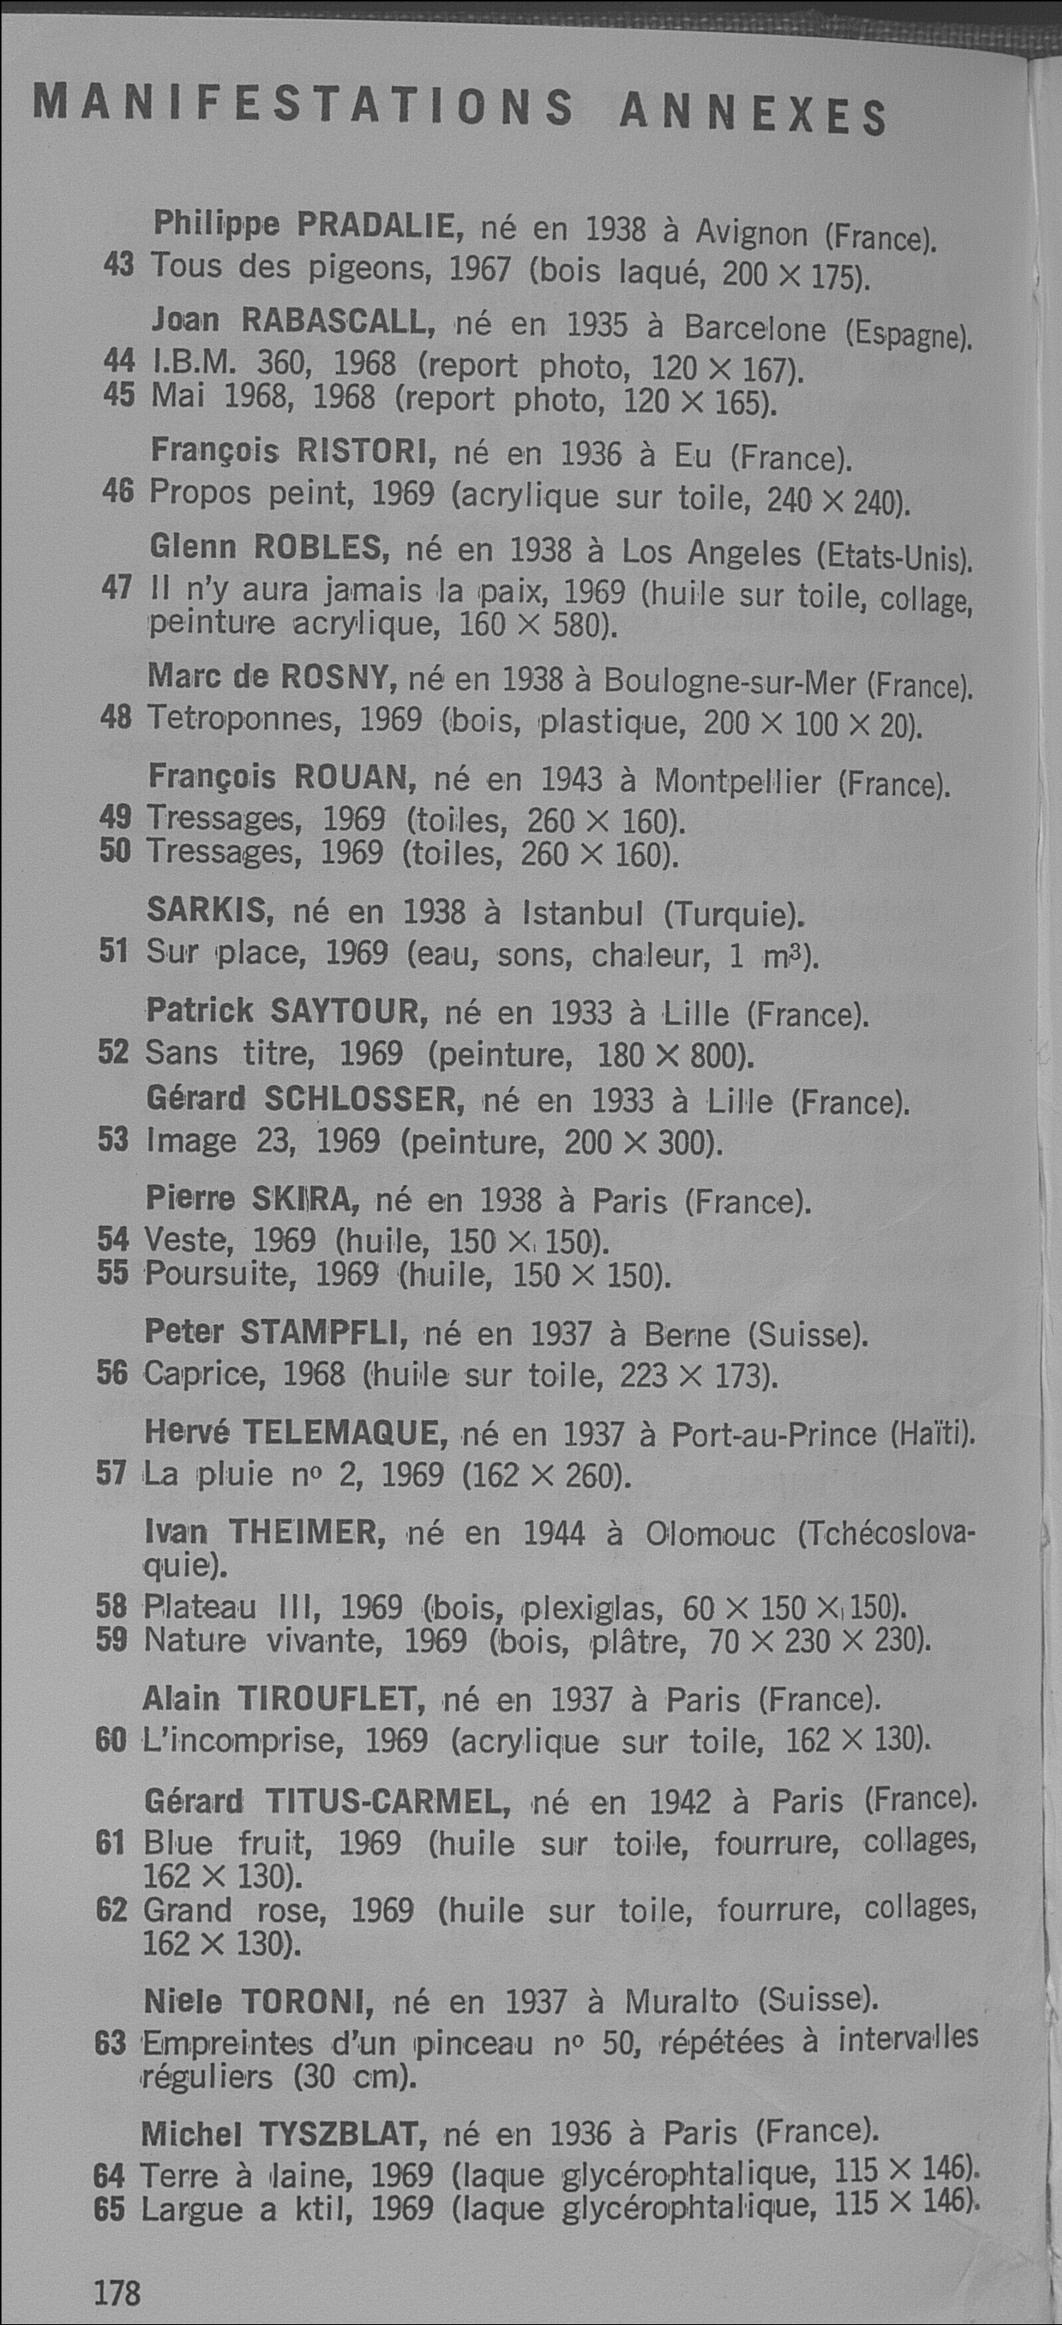 MANIFESTATIONS ANNEXES
Philippe PRADALIE, né en 1938 à Avignon (France).
43 Tous des pigeons, 1967 (bois laqué, 200 × 175).
Joan RABASCALL, né en 1935 à Barcelone (Espagne).
44 I.B.M. 360, 1968 (report photo, 120 × 167).
45 Mai 1968, 1968 (report photo, 120 × 165).
François RISTORI, né en 1936 à Eu (France).
46 Propos peint, 1969 (acrylique sur toile, 240 × 240).
Glenn ROBLES, né en 1938 à Los Angeles (Etats-Unis).
47 Il n'y aura jamais la paix, 1969 (huile sur toile, collage,
peinture acrylique, 160 × 580).
Marc de ROSNY, né en 1938 à Boulogne-sur-Mer (France).
48 Tetroponnes, 1969 (bois, plastique, 200 × 100 × 20).
François ROUAN, né en 1943 à Montpellier (France).
49 Tressages, 1969 (toiles, 260 × 160).
50 Tressages, 1969 (toiles, 260 × 160).
SARKIS, né en 1938 à Istanbul (Turquie).
51 Sur place, 1969 (eau, sons, chaleur, 1 m³).
Patrick SAYTOUR, né en 1933 à Lille (France).
52 Sans titre, 1969 (peinture, 180 × 800).
Gérard SCHLOSSER, né en 1933 à Lille (France).
53 Image 23, 1969 (peinture, 200 × 300).
Pierre SKIRA, né en 1938 à Paris (France).
54 Veste, 1969 (huile, 150 × 150).
55 Poursuite, 1969 (huile, 150 × 150).
Peter STAMPFLI, né en 1937 à Berne (Suisse).
56 Caprice, 1968 (huile sur toile, 223 × 173).
Hervé TELEMAQUE, né en 1937 à Port-au-Prince (Haïti).
57 La pluie nº 2, 1969 (162 × 260).
Ivan THEIMER, né en 1944 à Olomouc (Tchécoslova-
quie).
58 Plateau III, 1969 (bois, plexiglas, 60 × 150 × 150).
59 Nature vivante, 1969 (bois, plâtre, 70 × 230 × 230).
Alain TIROUFLET, né en 1937 à Paris (France).
60 L'incomprise, 1969 (acrylique sur toile, 162 × 130).
Gérard TITUS-CARMEL, né en 1942 à Paris (France).
61 Blue fruit, 1969 (huile sur toile, fourrure, collages,
162 × 130).
62 Grand rose, 1969 (huile sur toile, fourrure, collages,
162 × 130).
Niele TORONI, né en 1937 à Muralto (Suisse).
63 Empreintes d'un pinceau nº 50, répétées à intervalles
réguliers (30 cm).
Michel TYSZBLAT, né en 1936 à Paris (France).
64 Terre à laine, 1969 (laque glycérophtalique, 115 × 146).
65 Largue a ktil, 1969 (laque glycérophtalique, 115 × 146).
178